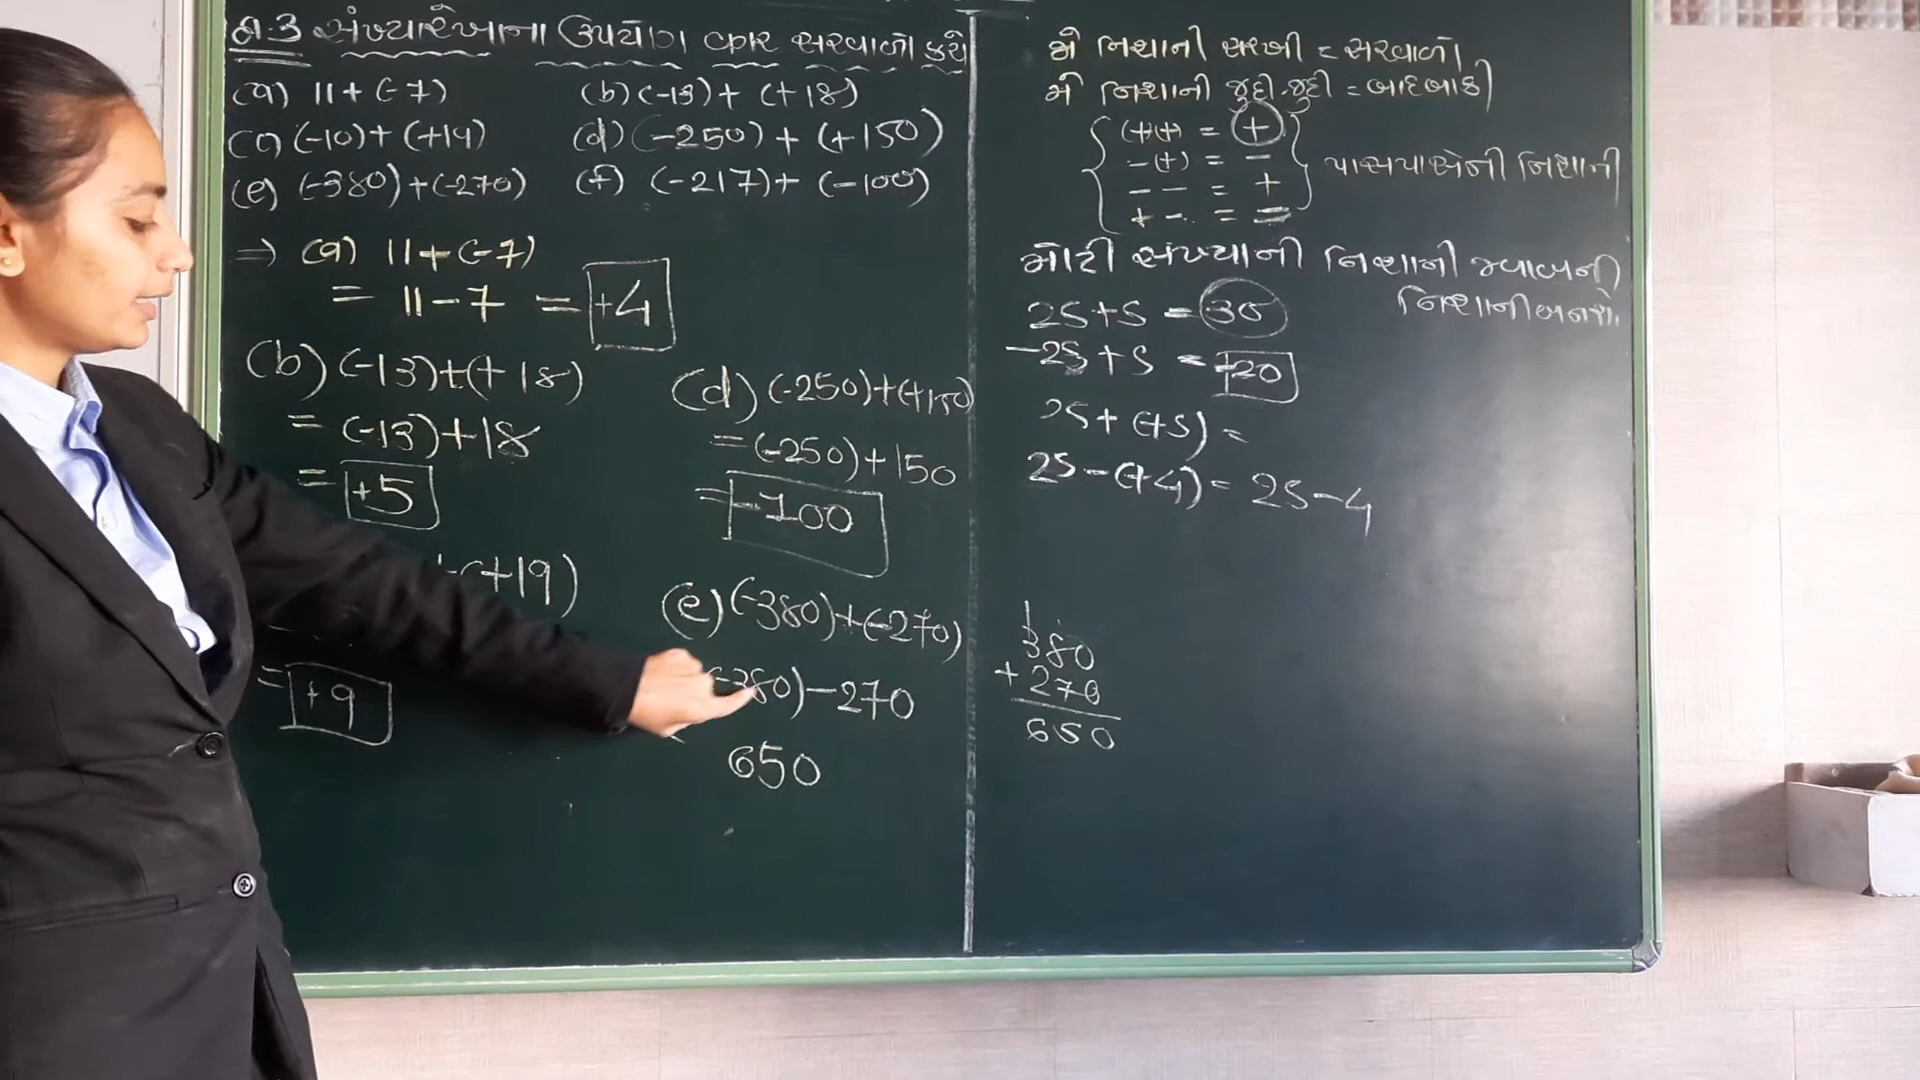 પ્ર.3 સંખ્યારેખાના ઉપયોગ વગર સરવાળો કરો
(a) 11 + (-7) (b) (-13) + (+18)
(c) (-10) + (+19) (d) (-250) + (+150)
(e) (-380) + (-270) (f) (-217) + (-100)
⇒ (a) 11 + (-7)
= 11 - 7 = +4
(b) (-13) + (+18)
= (-13) + 18
= +5
(+19)
= +9
(d) (-250) + (+150)
= (-250) + 150
= -100
(e) (-380) + (-270)
(-380) - 270
650
જો નિશાની સરખી = સરવાળો
જો નિશાની જુદી-જુદી = બાદબાકી
(+)(+) = +
-(+) = -
- - = +
+ - = -
પાસપાસેની નિશાની
મોટી સંખ્યાની નિશાની જવાબની
નિશાની બનશે.
25 + 5 = 30
-25 + 5 = -20
25 + (+5) =
25 - (+4) = 25 - 4
1
380
+ 270
650